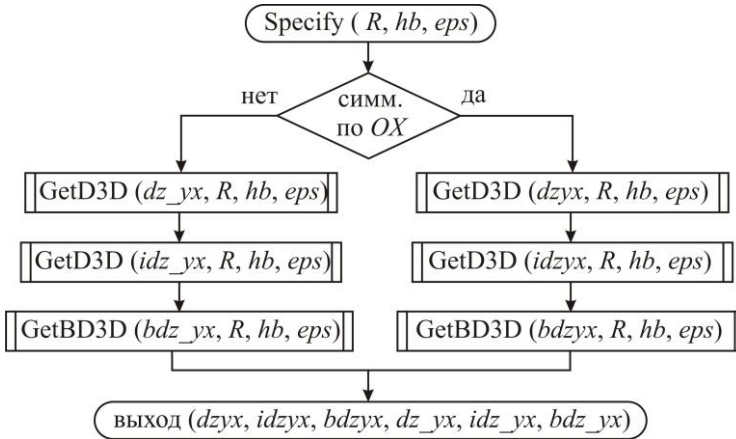 Specify ( R, hb, eps)
нет
симм.
по OX
да
GetD3D (dz_yx, R, hb, eps)
GetD3D (dzyx, R, hb, eps)
GetD3D (idz_yx, R, hb, eps)
GetD3D (idzyx, R, hb, eps)
GetBD3D (bdz_yx, R, hb, eps)
GetBD3D (bdzyx, R, hb, eps)
выход (dzyx, idzyx, bdzyx, dz_yx, idz_yx, bdz_yx)